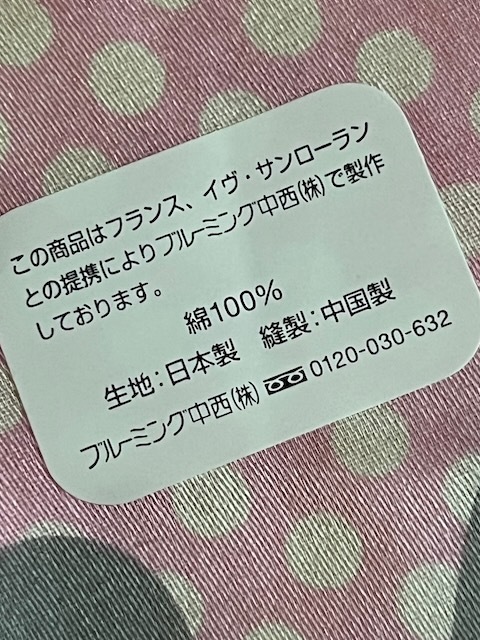 この商品はフランス、イヴ・サンローラン
との提携によりブルーミング中西(株)で製作
しております。
綿100%
生地:日本製 縫製:中国製
ブルーミング中西(株) 0120-030-632